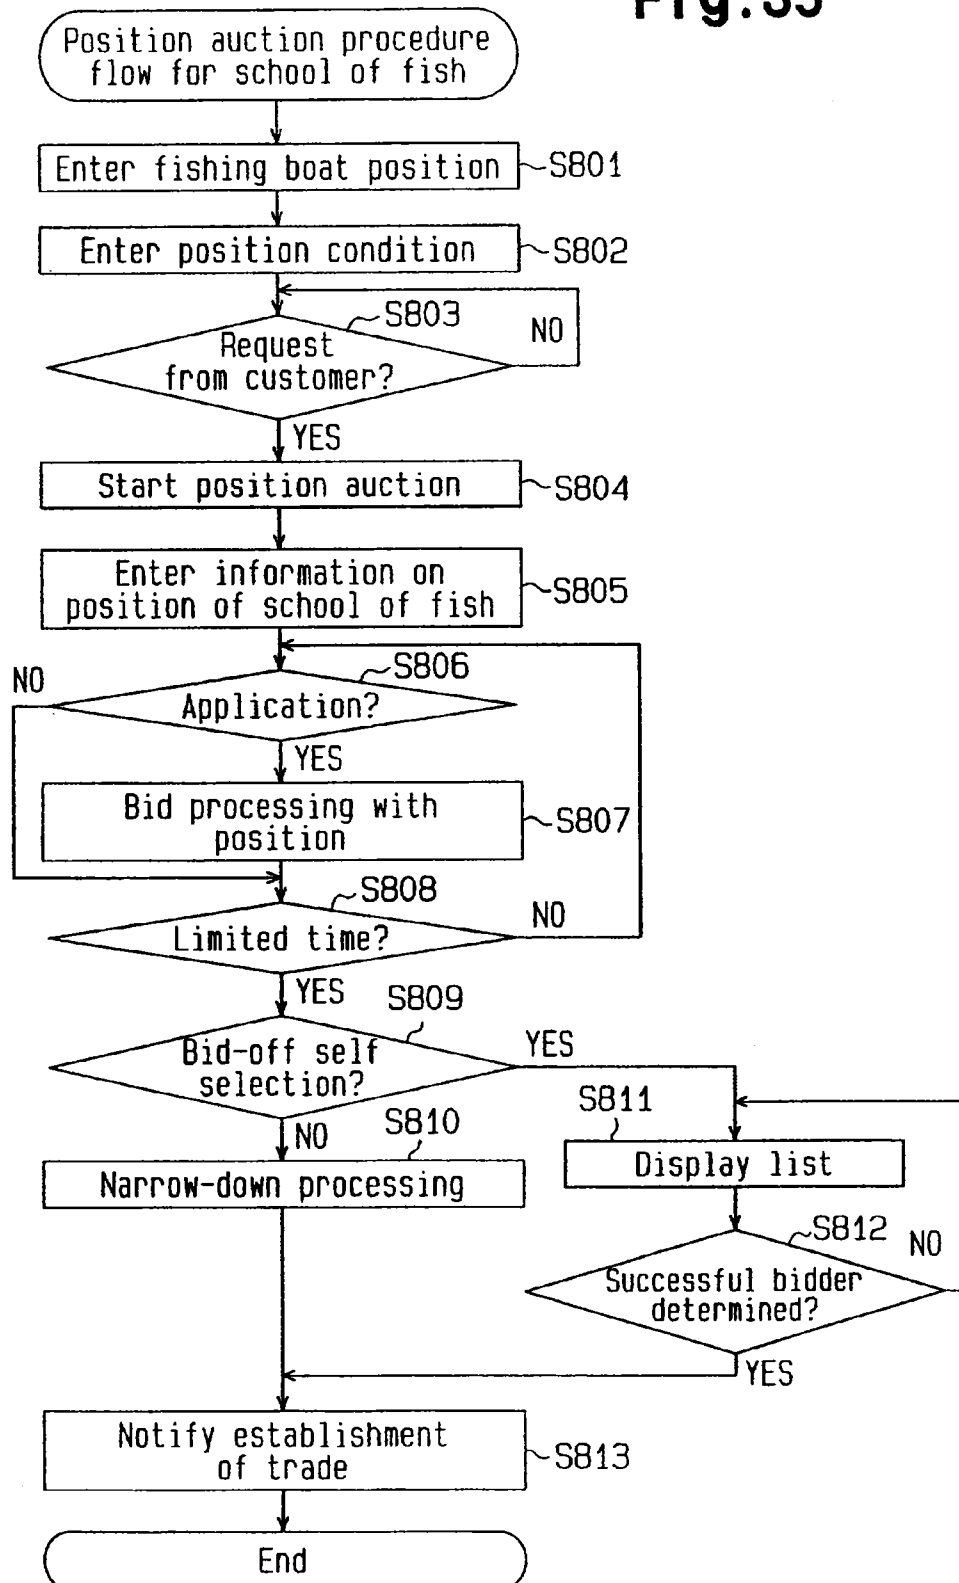 Fig.35
Position auction procedure
flow for school of fish
Enter fishing boat position
S801
Enter position condition
S802
S803
NO
Request
from customer?
YES
Start position auction
S804
Enter information on
position of school of fish
S805
S806
NO
Application?
YES
Bid processing with
position
S807
S808
NO
Limited time?
YES
S809
YES
Bid-off self
selection?
S811
NO
S810
Display list
Narrow-down processing
S812
NO
Successful bidder
determined?
YES
Notify establishment
of trade
S813
End